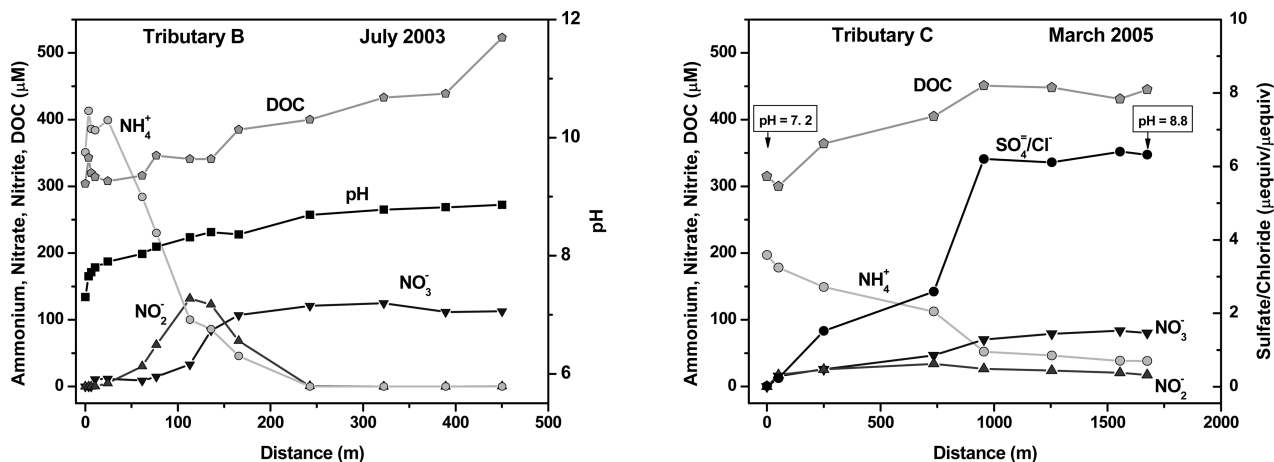 Tributary B
July 2003
Ammonium, Nitrate, Nitrite, DOC (μM)
500
400
300
200
100
0
NH₄⁺
DOC
pH
NO₂⁻
NO₃⁻
12
10
8
6
pH
0
100
200
300
400
500
Distance (m)
Tributary C
March 2005
Ammonium, Nitrate, Nitrite, DOC (μM)
500
400
300
200
100
0
DOC
pH = 7. 2
pH = 8.8
SO₄⁼/Cl⁻
NH₄⁺
NO₃⁻
NO₂⁻
10
8
6
4
2
0
Sulfate/Chloride (μequiv/μequiv)
0
500
1000
1500
2000
Distance (m)